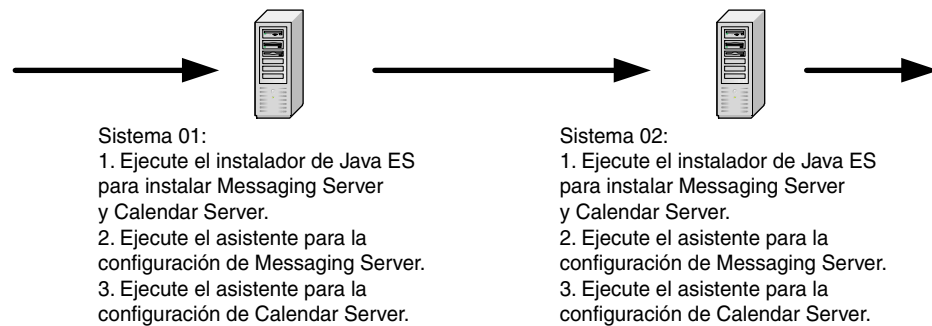 Sistema 01:
1. Ejecute el instalador de Java ES
para instalar Messaging Server
y Calendar Server.
2. Ejecute el asistente para la
configuración de Messaging Server.
3. Ejecute el asistente para la
configuración de Calendar Server.
Sistema 02:
1. Ejecute el instalador de Java ES
para instalar Messaging Server
y Calendar Server.
2. Ejecute el asistente para la
configuración de Messaging Server.
3. Ejecute el asistente para la
configuración de Calendar Server.